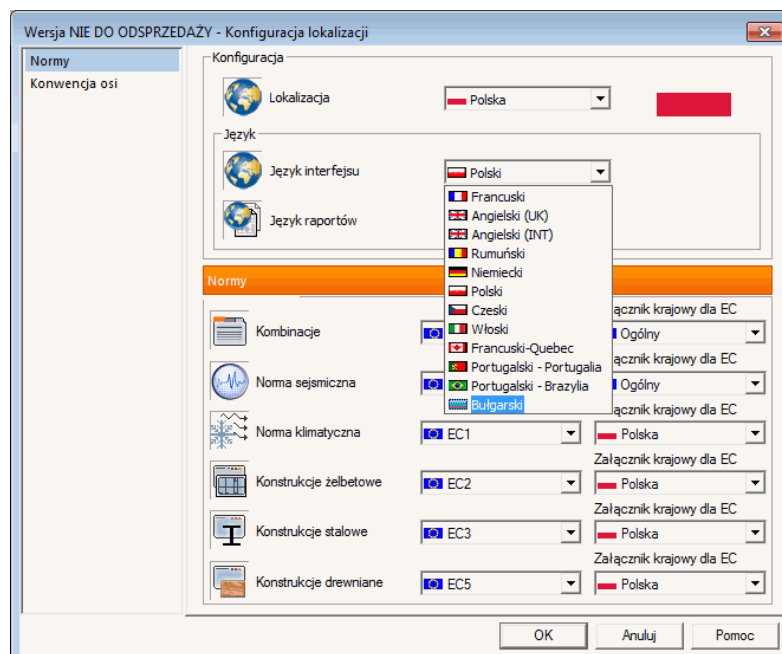 Wersja NIE DO ODSPRZEDAŻY - Konfiguracja lokalizacji
Normy
Konwencja osi
Konfiguracja
Lokalizacja
Polska
Język
Język interfejsu
Polski
Język raportów
Francuski
Angielski (UK)
Angielski (INT)
Rumuński
Niemiecki
Polski
Czeski
Włoski
Francuski-Quebec
Portugalski - Portugalia
Portugalski - Brazylia
Bułgarski
Normy
ącznik krajowy dla EC
Kombinacje
Ogólny
ącznik krajowy dla EC
Norma sejsmiczna
Ogólny
ącznik krajowy dla EC
Norma klimatyczna
EC1
Polska
Załącznik krajowy dla EC
Konstrukcje żelbetowe
EC2
Polska
Załącznik krajowy dla EC
Konstrukcje stalowe
EC3
Polska
Załącznik krajowy dla EC
Konstrukcje drewniane
EC5
Polska
OK
Anuluj
Pomoc